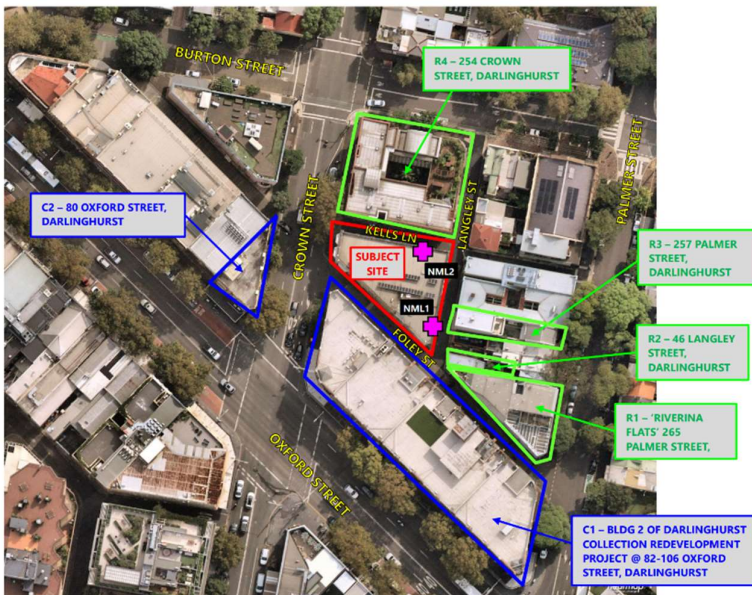 BURTON STREET
R4 – 254 CROWN
STREET, DARLINGHURST
PALMER STREET
C2 – 80 OXFORD STREET,
DARLINGHURST
CROWN STREET
LANGLEY ST
KELLS LN
SUBJECT
SITE
NML2
NML1
FOLEY ST
R3 – 257 PALMER
STREET,
DARLINGHURST
R2 – 46 LANGLEY
STREET,
DARLINGHURST
R1 – ‘RIVERINA
FLATS’ 265
PALMER STREET,
OXFORD STREET
C1 – BLDG 2 OF DARLINGHURST
COLLECTION REDEVELOPMENT
PROJECT @ 82-106 OXFORD
STREET, DARLINGHURST